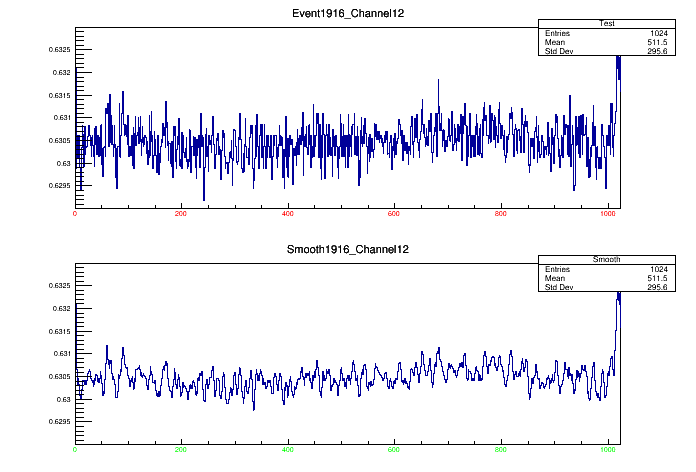 Event1916_Channel12
Test
Entries 1024
Mean 511.5
Std Dev 295.6
0.6325
0.632
0.6315
0.631
0.6305
0.63
0.6295
0 200 400 600 800 1000
Smooth1916_Channel12
Smooth
Entries 1024
Mean 511.5
Std Dev 295.6
0.6325
0.632
0.6315
0.631
0.6305
0.63
0.6295
0 200 400 600 800 1000